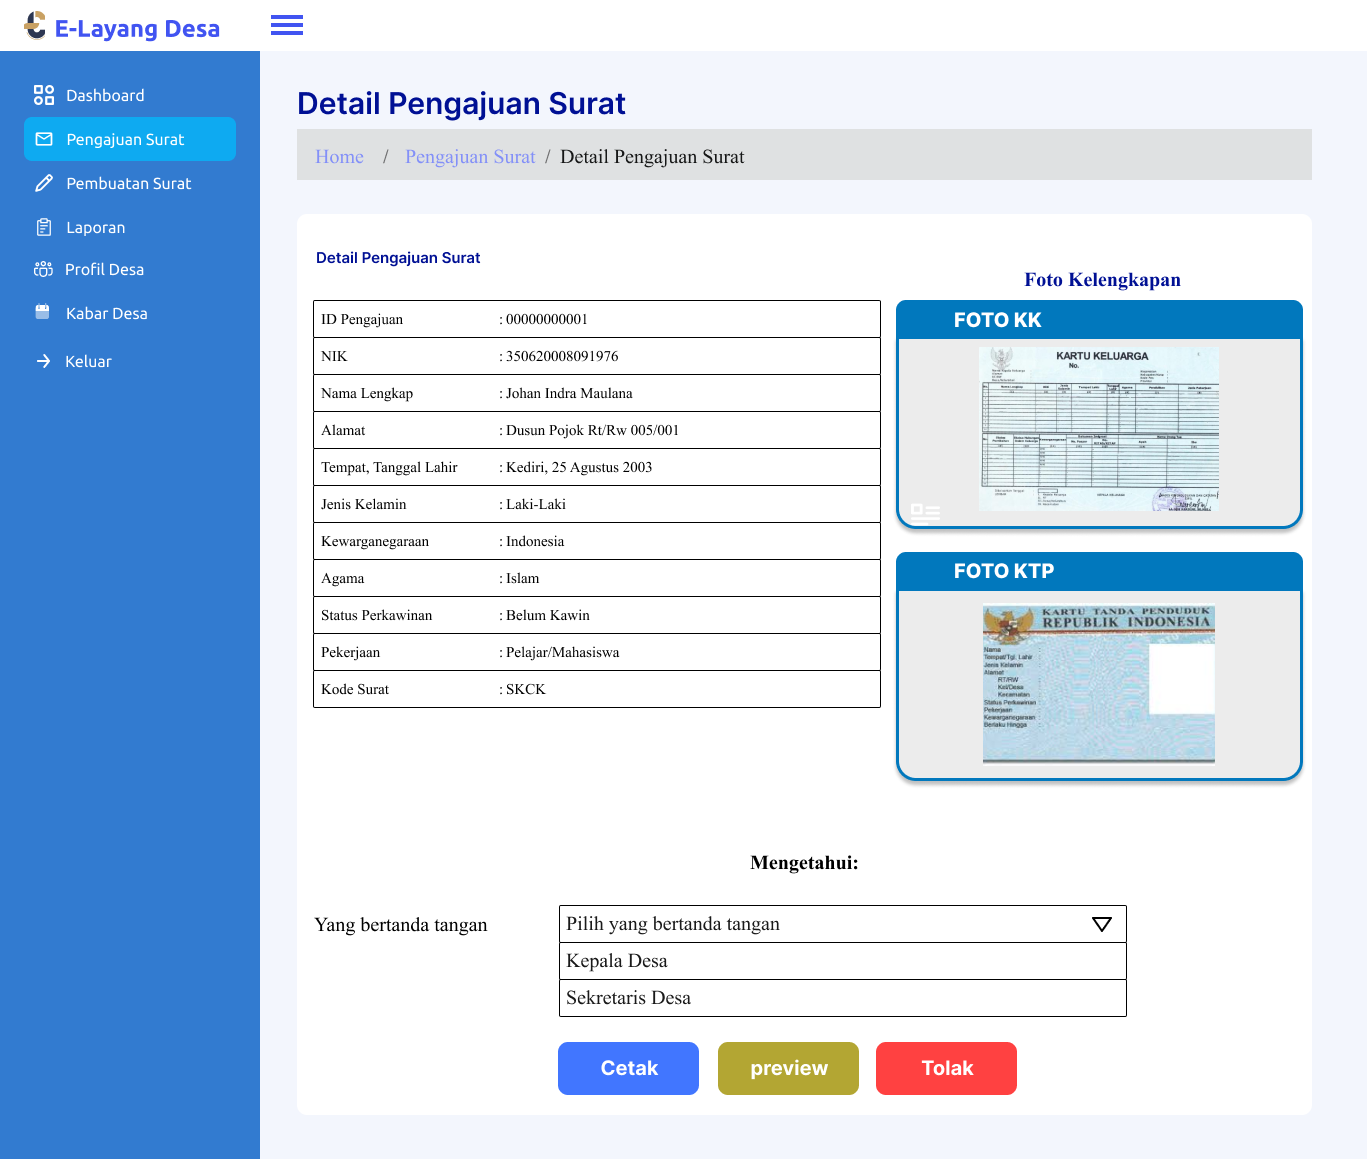 E-Layang Desa
Dashboard
Pengajuan Surat
Pembuatan Surat
Laporan
Profil Desa
Kabar Desa
Keluar
Detail Pengajuan Surat
Home / Pengajuan Surat / Detail Pengajuan Surat
Detail Pengajuan Surat
ID Pengajuan : 00000000001
NIK : 350620008091976
Nama Lengkap : Johan Indra Maulana
Alamat : Dusun Pojok Rt/Rw 005/001
Tempat, Tanggal Lahir : Kediri, 25 Agustus 2003
Jenis Kelamin : Laki-Laki
Kewarganegaraan : Indonesia
Agama : Islam
Status Perkawinan : Belum Kawin
Pekerjaan : Pelajar/Mahasiswa
Kode Surat : SKCK
Foto Kelengkapan
FOTO KK
KARTU KELUARGA
No.
FOTO KTP
KARTU TANDA PENDUDUK
REPUBLIK INDONESIA
Nama :
Tempat/Tgl. Lahir :
Jenis Kelamin :
Alamat :
RT/RW :
Kel/Desa :
Kecamatan :
Status Perkawinan :
Pekerjaan :
Kewarganegaraan :
Berlaku Hingga :
Mengetahui:
Yang bertanda tangan
Pilih yang bertanda tangan
Kepala Desa
Sekretaris Desa
Cetak
preview
Tolak